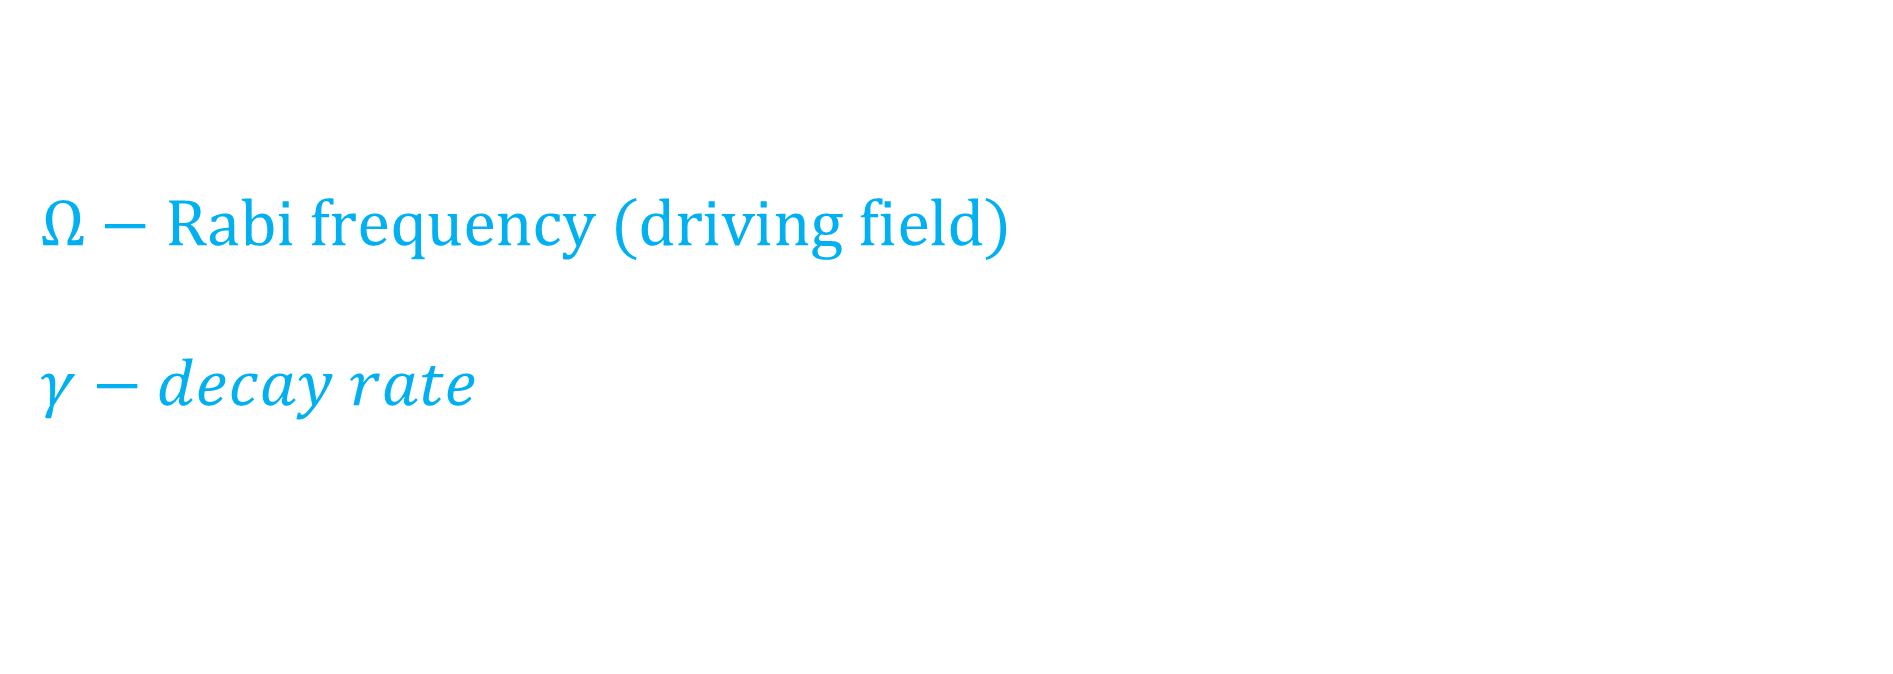 Ω − Rabi frequency (driving field)
γ − decay rate